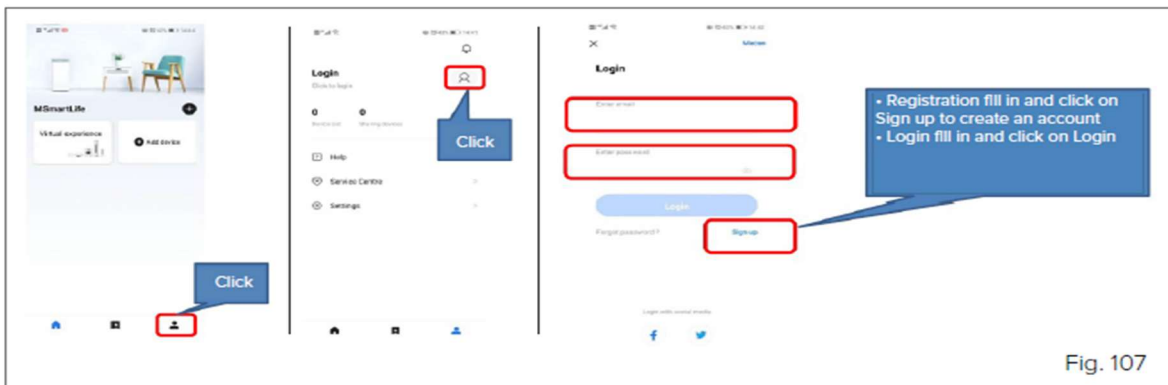 MSmartLife
Virtual experience
Add device
Click
Login
Click to login
0
0
Click
Help
Service Centre
Settings
Login
Enter email
Enter password
Login
Forgot password?
Sign up
Login with social media
• Registration fill in and click on
Sign up to create an account
• Login fill in and click on Login
Fig. 107